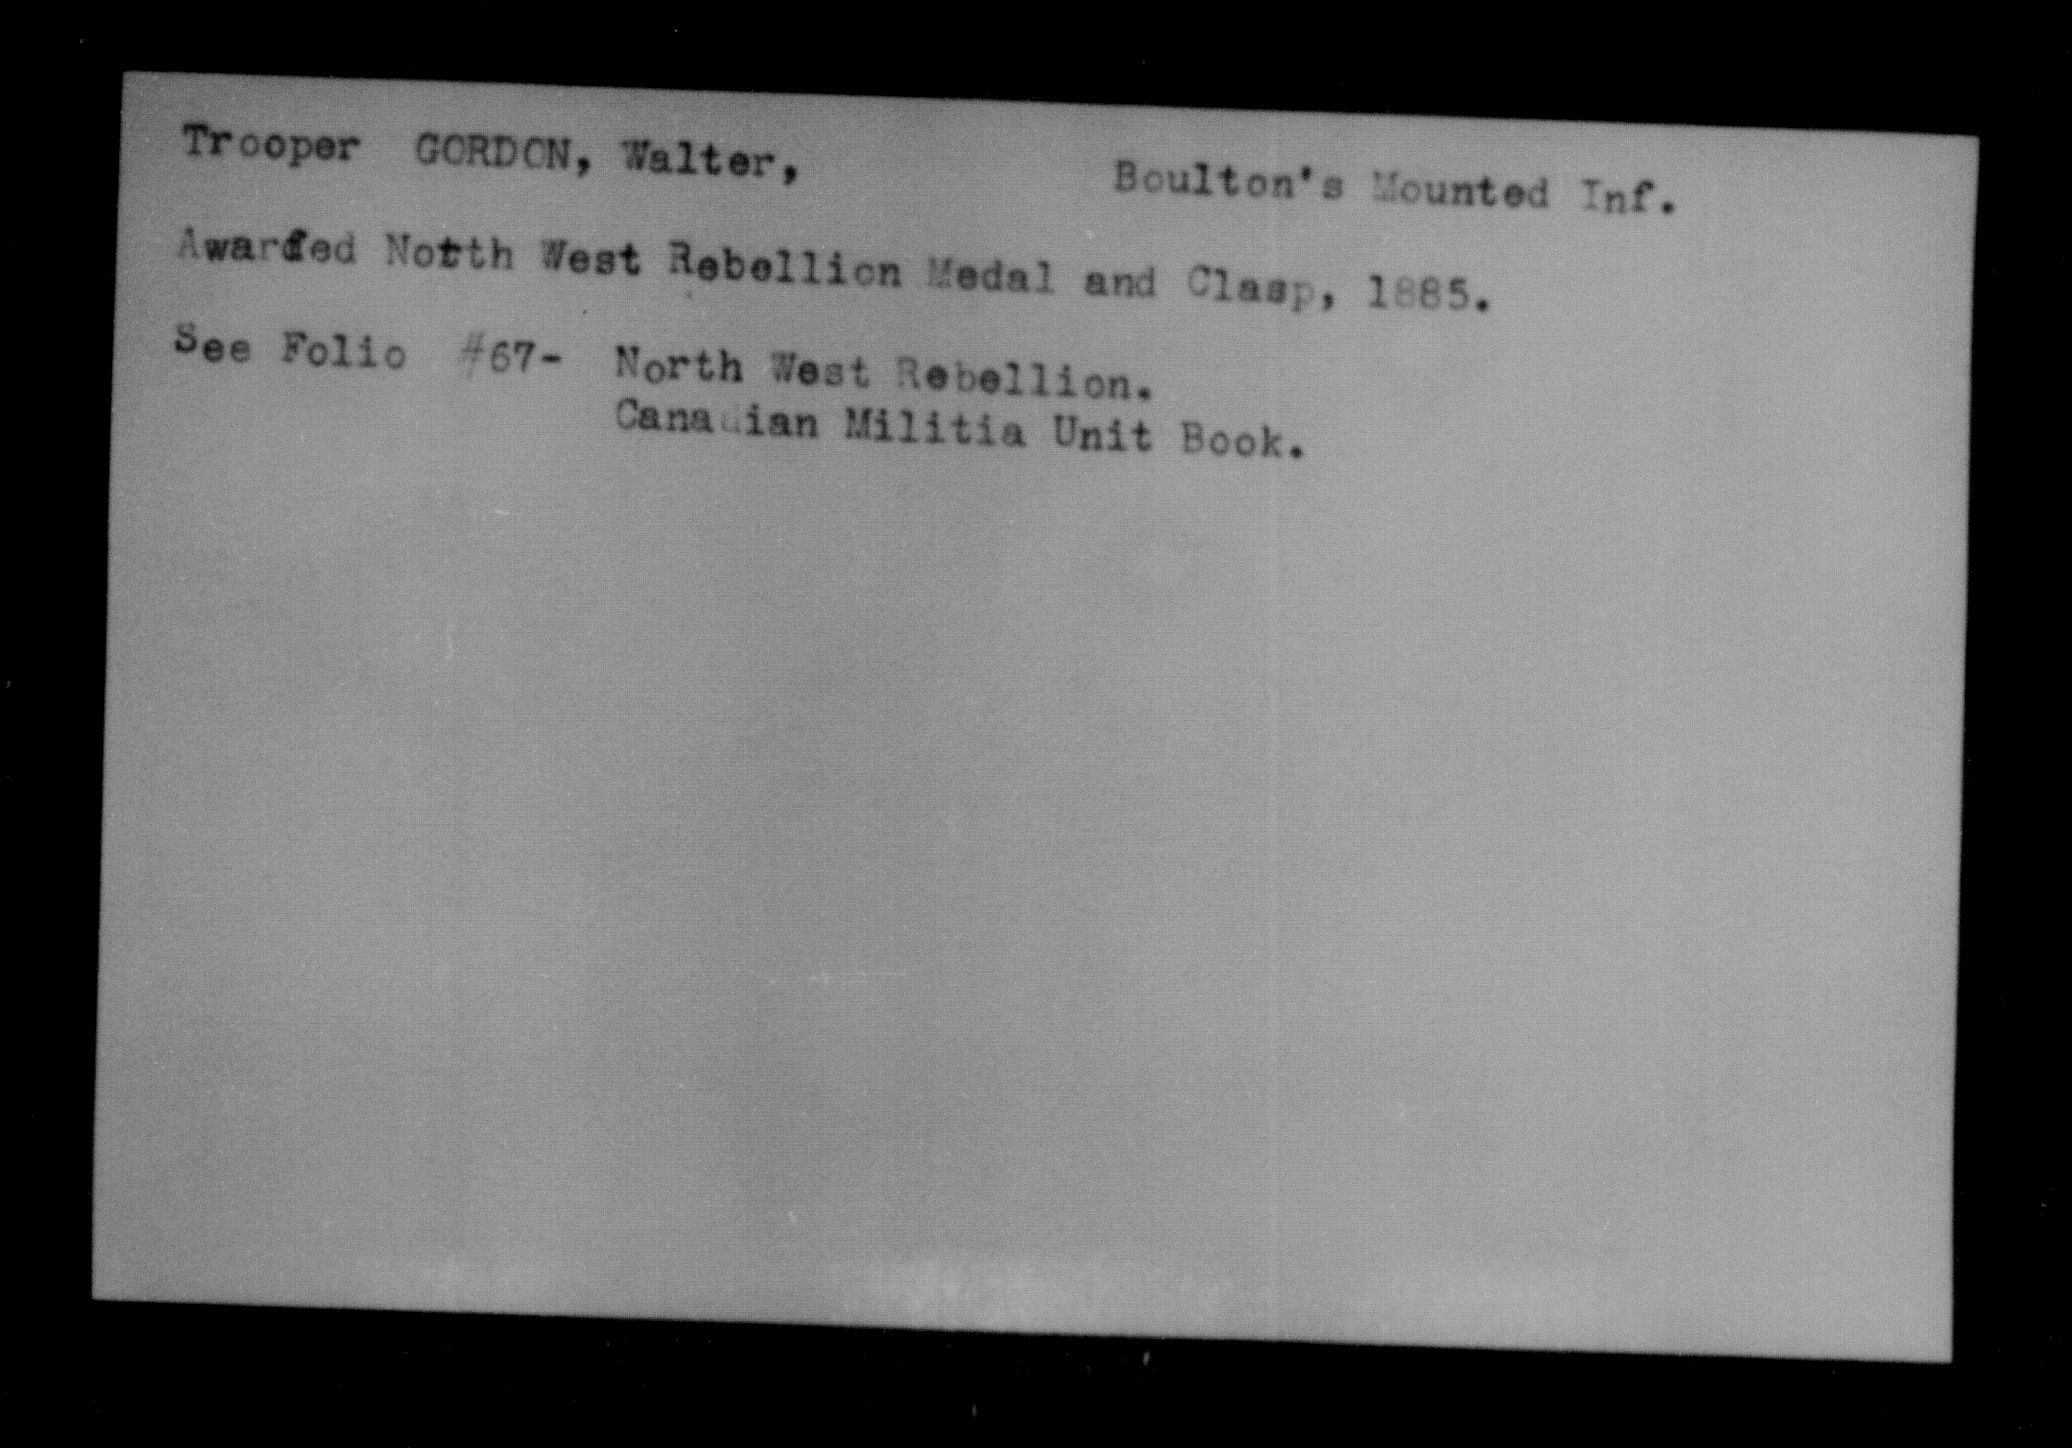 Trooper GORDON, Walter, Boulton's Mounted Inf.
Awarded North West Rebellion Medal and Clasp, 1885.
See Folio #67- North West Rebellion.
Canadian Militia Unit Book.